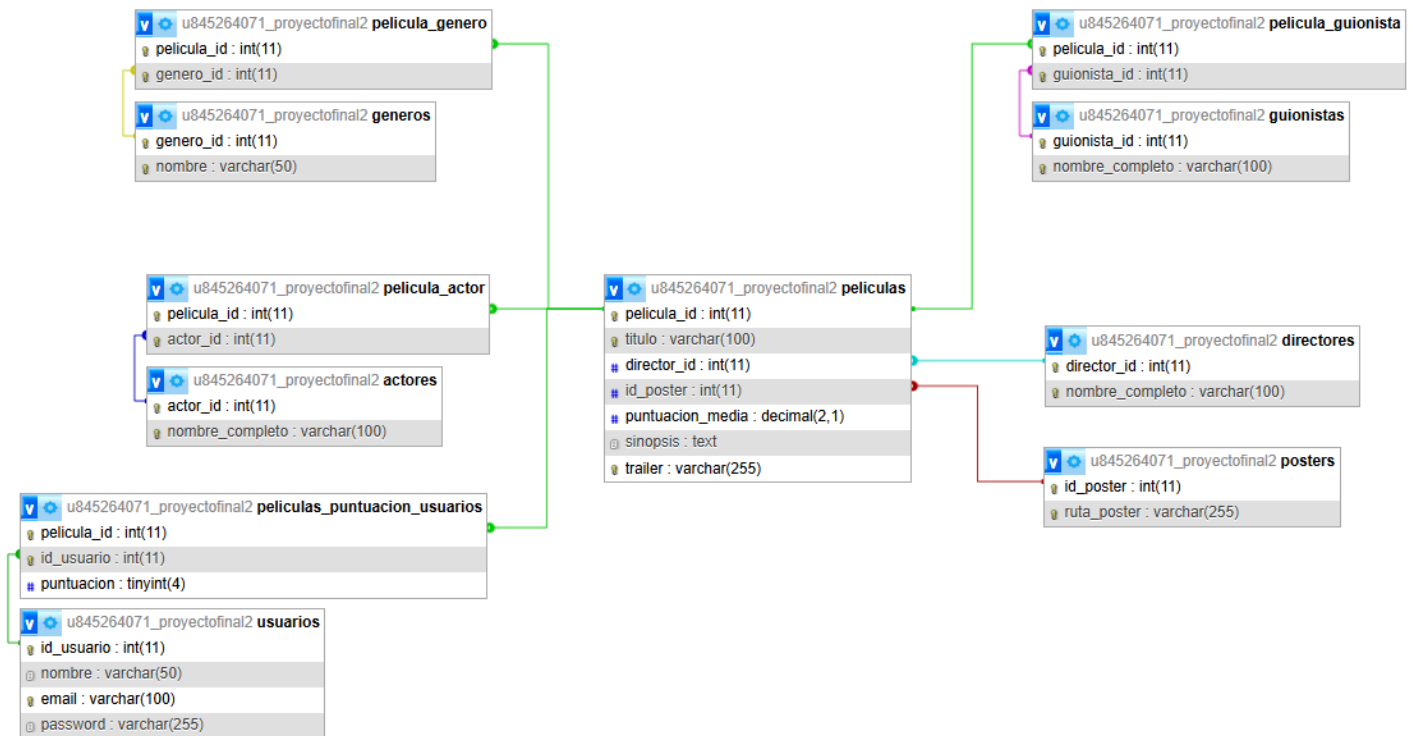 v u845264071_proyectofinal2 pelicula_genero
pelicula_id : int(11)
genero_id : int(11)
v u845264071_proyectofinal2 generos
genero_id : int(11)
nombre : varchar(50)
v u845264071_proyectofinal2 pelicula_actor
pelicula_id : int(11)
actor_id : int(11)
v u845264071_proyectofinal2 actores
actor_id : int(11)
nombre_completo : varchar(100)
v u845264071_proyectofinal2 peliculas_puntuacion_usuarios
pelicula_id : int(11)
id_usuario : int(11)
# puntuacion : tinyint(4)
v u845264071_proyectofinal2 usuarios
id_usuario : int(11)
nombre : varchar(50)
email : varchar(100)
password : varchar(255)
v u845264071_proyectofinal2 peliculas
pelicula_id : int(11)
titulo : varchar(100)
# director_id : int(11)
# id_poster : int(11)
# puntuacion_media : decimal(2,1)
sinopsis : text
trailer : varchar(255)
v u845264071_proyectofinal2 pelicula_guionista
pelicula_id : int(11)
guionista_id : int(11)
v u845264071_proyectofinal2 guionistas
guionista_id : int(11)
nombre_completo : varchar(100)
v u845264071_proyectofinal2 directores
director_id : int(11)
nombre_completo : varchar(100)
v u845264071_proyectofinal2 posters
id_poster : int(11)
ruta_poster : varchar(255)